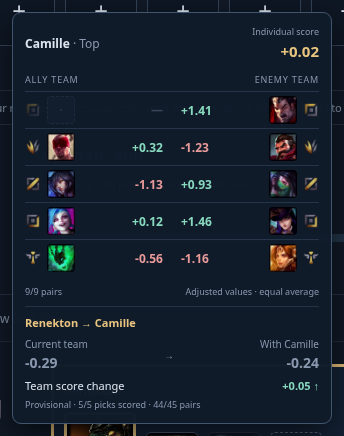 Individual score
Camille · Top
+0.02
ALLY TEAM
ENEMY TEAM
— +1.41
+0.32 -1.23
-1.13 +0.93
+0.12 +1.46
-0.56 -1.16
9/9 pairs
Adjusted values · equal average
Renekton → Camille
Current team
With Camille
-0.29 → -0.24
Team score change +0.05 ↑
Provisional · 5/5 picks scored · 44/45 pairs